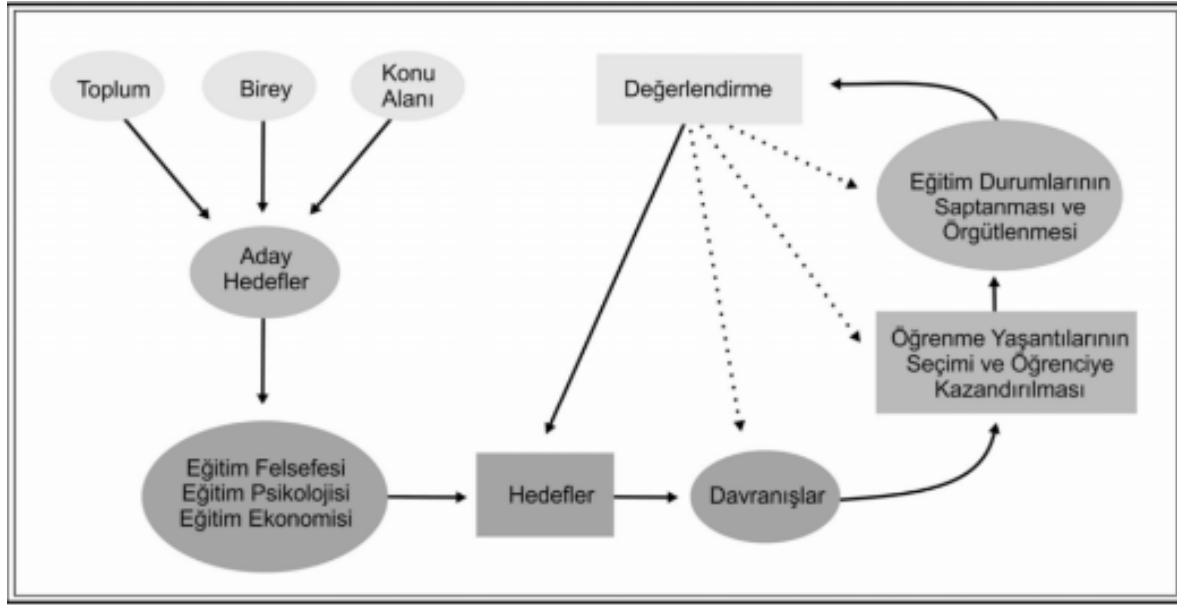 Toplum
Birey
Konu
Alanı
Aday
Hedefler
Eğitim Felsefesi
Eğitim Psikolojisi
Eğitim Ekonomisi
Hedefler
Davranışlar
Öğrenme Yaşantılarının
Seçimi ve Öğrenciye
Kazandırılması
Eğitim Durumlarının
Saptanması ve
Örgütlenmesi
Değerlendirme